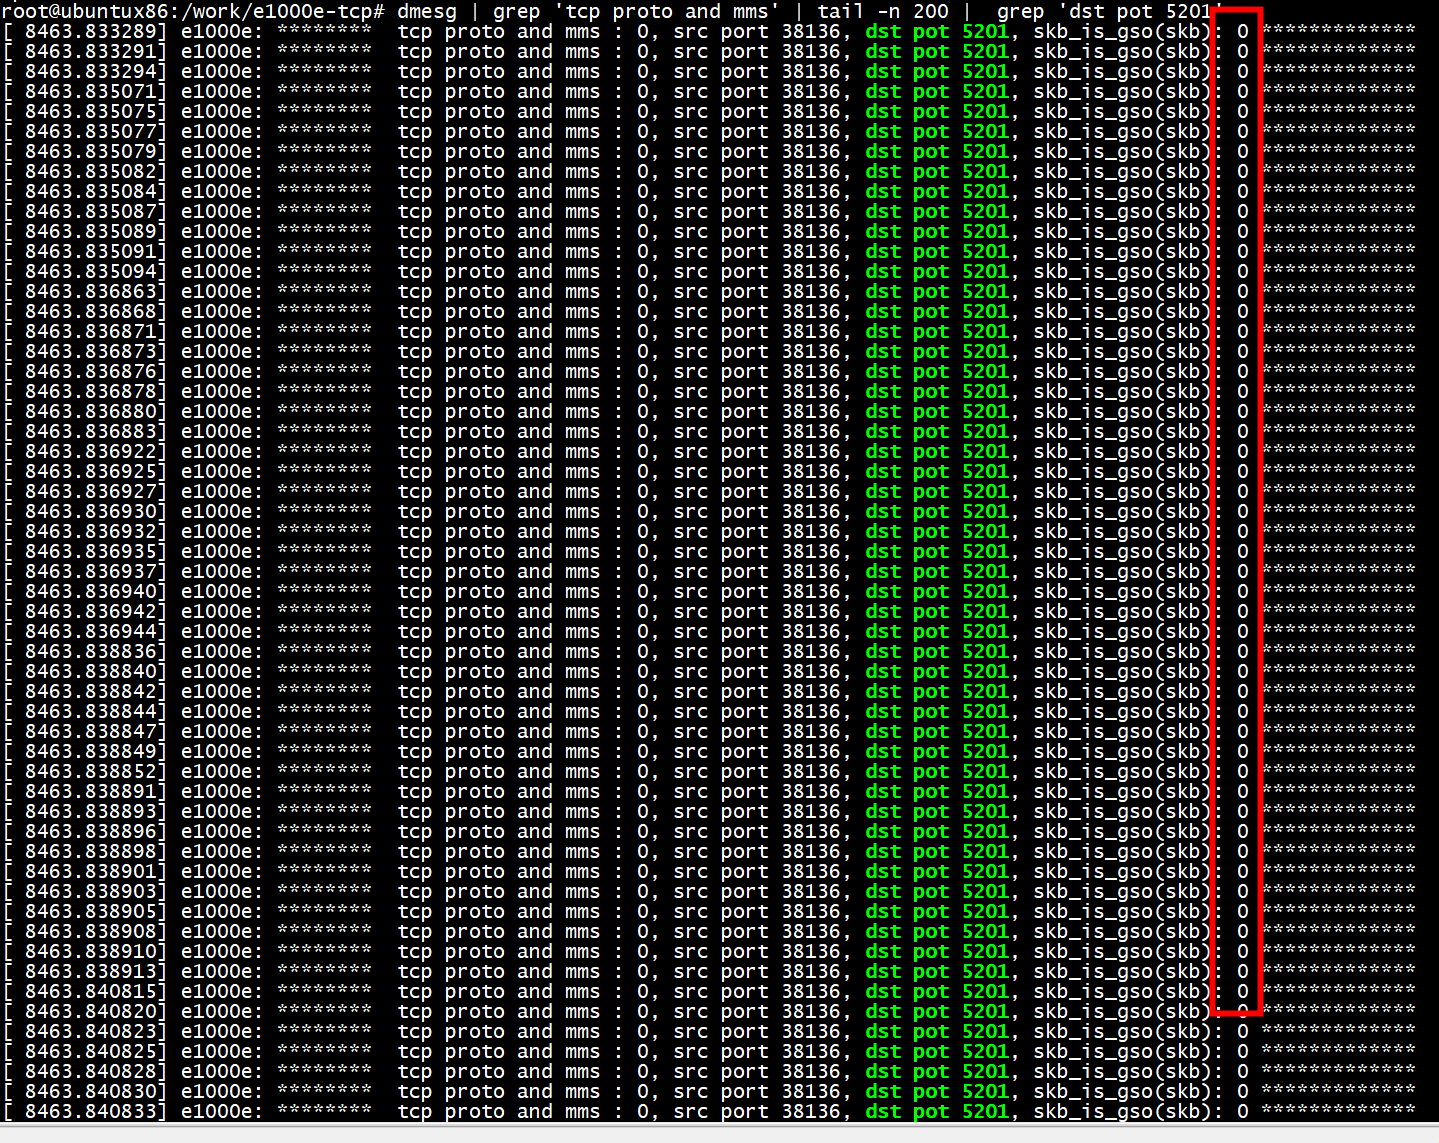 root@ubuntux86:/work/e1000e-tcp# dmesg | grep 'tcp proto and mms' | tail -n 200 |  grep 'dst pot 5201'
[ 8463.833289] e1000e: ********  tcp proto and mms : 0, src port 38136, dst pot 5201, skb_is_gso(skb): 0 *************
[ 8463.833291] e1000e: ********  tcp proto and mms : 0, src port 38136, dst pot 5201, skb_is_gso(skb): 0 *************
[ 8463.833294] e1000e: ********  tcp proto and mms : 0, src port 38136, dst pot 5201, skb_is_gso(skb): 0 *************
[ 8463.835071] e1000e: ********  tcp proto and mms : 0, src port 38136, dst pot 5201, skb_is_gso(skb): 0 *************
[ 8463.835075] e1000e: ********  tcp proto and mms : 0, src port 38136, dst pot 5201, skb_is_gso(skb): 0 *************
[ 8463.835077] e1000e: ********  tcp proto and mms : 0, src port 38136, dst pot 5201, skb_is_gso(skb): 0 *************
[ 8463.835079] e1000e: ********  tcp proto and mms : 0, src port 38136, dst pot 5201, skb_is_gso(skb): 0 *************
[ 8463.835082] e1000e: ********  tcp proto and mms : 0, src port 38136, dst pot 5201, skb_is_gso(skb): 0 *************
[ 8463.835084] e1000e: ********  tcp proto and mms : 0, src port 38136, dst pot 5201, skb_is_gso(skb): 0 *************
[ 8463.835087] e1000e: ********  tcp proto and mms : 0, src port 38136, dst pot 5201, skb_is_gso(skb): 0 *************
[ 8463.835089] e1000e: ********  tcp proto and mms : 0, src port 38136, dst pot 5201, skb_is_gso(skb): 0 *************
[ 8463.835091] e1000e: ********  tcp proto and mms : 0, src port 38136, dst pot 5201, skb_is_gso(skb): 0 *************
[ 8463.835094] e1000e: ********  tcp proto and mms : 0, src port 38136, dst pot 5201, skb_is_gso(skb): 0 *************
[ 8463.836863] e1000e: ********  tcp proto and mms : 0, src port 38136, dst pot 5201, skb_is_gso(skb): 0 *************
[ 8463.836868] e1000e: ********  tcp proto and mms : 0, src port 38136, dst pot 5201, skb_is_gso(skb): 0 *************
[ 8463.836871] e1000e: ********  tcp proto and mms : 0, src port 38136, dst pot 5201, skb_is_gso(skb): 0 *************
[ 8463.836873] e1000e: ********  tcp proto and mms : 0, src port 38136, dst pot 5201, skb_is_gso(skb): 0 *************
[ 8463.836876] e1000e: ********  tcp proto and mms : 0, src port 38136, dst pot 5201, skb_is_gso(skb): 0 *************
[ 8463.836878] e1000e: ********  tcp proto and mms : 0, src port 38136, dst pot 5201, skb_is_gso(skb): 0 *************
[ 8463.836880] e1000e: ********  tcp proto and mms : 0, src port 38136, dst pot 5201, skb_is_gso(skb): 0 *************
[ 8463.836883] e1000e: ********  tcp proto and mms : 0, src port 38136, dst pot 5201, skb_is_gso(skb): 0 *************
[ 8463.836922] e1000e: ********  tcp proto and mms : 0, src port 38136, dst pot 5201, skb_is_gso(skb): 0 *************
[ 8463.836925] e1000e: ********  tcp proto and mms : 0, src port 38136, dst pot 5201, skb_is_gso(skb): 0 *************
[ 8463.836927] e1000e: ********  tcp proto and mms : 0, src port 38136, dst pot 5201, skb_is_gso(skb): 0 *************
[ 8463.836930] e1000e: ********  tcp proto and mms : 0, src port 38136, dst pot 5201, skb_is_gso(skb): 0 *************
[ 8463.836932] e1000e: ********  tcp proto and mms : 0, src port 38136, dst pot 5201, skb_is_gso(skb): 0 *************
[ 8463.836935] e1000e: ********  tcp proto and mms : 0, src port 38136, dst pot 5201, skb_is_gso(skb): 0 *************
[ 8463.836937] e1000e: ********  tcp proto and mms : 0, src port 38136, dst pot 5201, skb_is_gso(skb): 0 *************
[ 8463.836940] e1000e: ********  tcp proto and mms : 0, src port 38136, dst pot 5201, skb_is_gso(skb): 0 *************
[ 8463.836942] e1000e: ********  tcp proto and mms : 0, src port 38136, dst pot 5201, skb_is_gso(skb): 0 *************
[ 8463.836944] e1000e: ********  tcp proto and mms : 0, src port 38136, dst pot 5201, skb_is_gso(skb): 0 *************
[ 8463.838836] e1000e: ********  tcp proto and mms : 0, src port 38136, dst pot 5201, skb_is_gso(skb): 0 *************
[ 8463.838840] e1000e: ********  tcp proto and mms : 0, src port 38136, dst pot 5201, skb_is_gso(skb): 0 *************
[ 8463.838842] e1000e: ********  tcp proto and mms : 0, src port 38136, dst pot 5201, skb_is_gso(skb): 0 *************
[ 8463.838844] e1000e: ********  tcp proto and mms : 0, src port 38136, dst pot 5201, skb_is_gso(skb): 0 *************
[ 8463.838847] e1000e: ********  tcp proto and mms : 0, src port 38136, dst pot 5201, skb_is_gso(skb): 0 *************
[ 8463.838849] e1000e: ********  tcp proto and mms : 0, src port 38136, dst pot 5201, skb_is_gso(skb): 0 *************
[ 8463.838852] e1000e: ********  tcp proto and mms : 0, src port 38136, dst pot 5201, skb_is_gso(skb): 0 *************
[ 8463.838891] e1000e: ********  tcp proto and mms : 0, src port 38136, dst pot 5201, skb_is_gso(skb): 0 *************
[ 8463.838893] e1000e: ********  tcp proto and mms : 0, src port 38136, dst pot 5201, skb_is_gso(skb): 0 *************
[ 8463.838896] e1000e: ********  tcp proto and mms : 0, src port 38136, dst pot 5201, skb_is_gso(skb): 0 *************
[ 8463.838898] e1000e: ********  tcp proto and mms : 0, src port 38136, dst pot 5201, skb_is_gso(skb): 0 *************
[ 8463.838901] e1000e: ********  tcp proto and mms : 0, src port 38136, dst pot 5201, skb_is_gso(skb): 0 *************
[ 8463.838903] e1000e: ********  tcp proto and mms : 0, src port 38136, dst pot 5201, skb_is_gso(skb): 0 *************
[ 8463.838905] e1000e: ********  tcp proto and mms : 0, src port 38136, dst pot 5201, skb_is_gso(skb): 0 *************
[ 8463.838908] e1000e: ********  tcp proto and mms : 0, src port 38136, dst pot 5201, skb_is_gso(skb): 0 *************
[ 8463.838910] e1000e: ********  tcp proto and mms : 0, src port 38136, dst pot 5201, skb_is_gso(skb): 0 *************
[ 8463.838913] e1000e: ********  tcp proto and mms : 0, src port 38136, dst pot 5201, skb_is_gso(skb): 0 *************
[ 8463.840815] e1000e: ********  tcp proto and mms : 0, src port 38136, dst pot 5201, skb_is_gso(skb): 0 *************
[ 8463.840820] e1000e: ********  tcp proto and mms : 0, src port 38136, dst pot 5201, skb_is_gso(skb): 0 *************
[ 8463.840823] e1000e: ********  tcp proto and mms : 0, src port 38136, dst pot 5201, skb_is_gso(skb): 0 *************
[ 8463.840825] e1000e: ********  tcp proto and mms : 0, src port 38136, dst pot 5201, skb_is_gso(skb): 0 *************
[ 8463.840828] e1000e: ********  tcp proto and mms : 0, src port 38136, dst pot 5201, skb_is_gso(skb): 0 *************
[ 8463.840830] e1000e: ********  tcp proto and mms : 0, src port 38136, dst pot 5201, skb_is_gso(skb): 0 *************
[ 8463.840833] e1000e: ********  tcp proto and mms : 0, src port 38136, dst pot 5201, skb_is_gso(skb): 0 *************